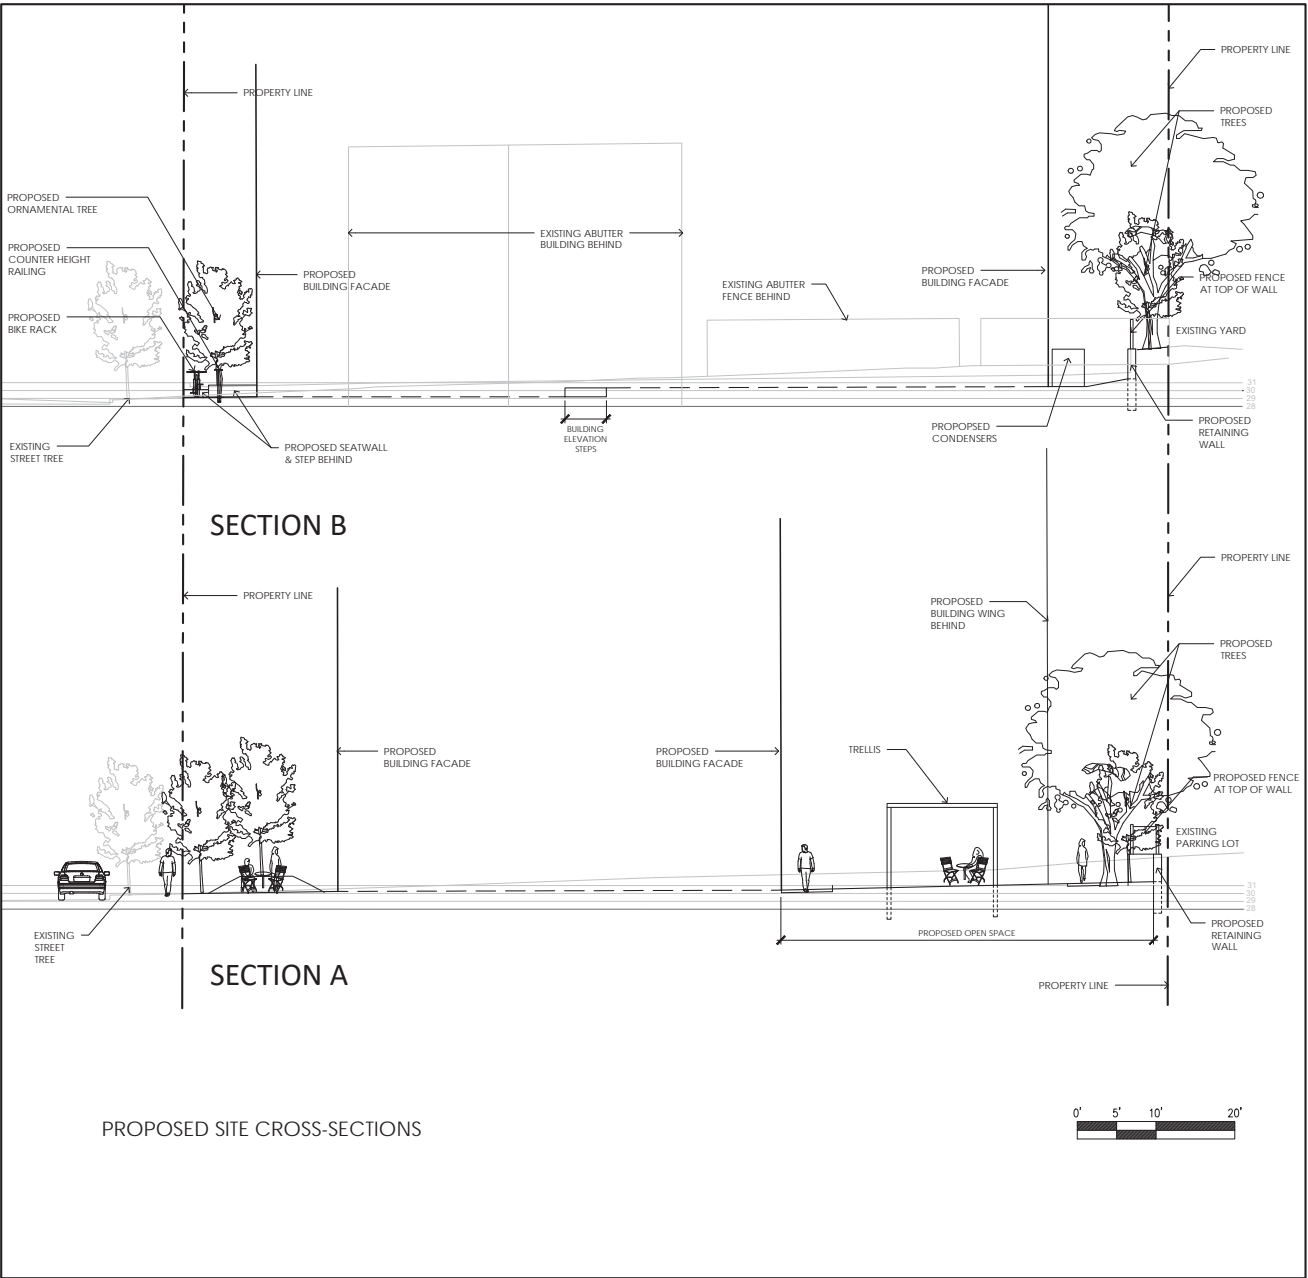 PROPERTY LINE
PROPERTY LINE
PROPOSED
TREES
PROPOSED
ORNAMENTAL TREE
PROPOSED
COUNTER HEIGHT
RAILING
PROPOSED
BIKE RACK
PROPOSED
BUILDING FACADE
EXISTING ABUTTER
BUILDING BEHIND
EXISTING ABUTTER
FENCE BEHIND
PROPOSED
BUILDING FACADE
PROPOSED FENCE
AT TOP OF WALL
EXISTING YARD
31
30
29
28
EXISTING
STREET TREE
PROPOSED SEATWALL
& STEP BEHIND
BUILDING
ELEVATION
STEPS
PROPOPSED
CONDENSERS
PROPOSED
RETAINING
WALL
SECTION B
PROPERTY LINE
PROPERTY LINE
PROPOSED
BUILDING WING
BEHIND
PROPOSED
TREES
PROPOSED
BUILDING FACADE
PROPOSED
BUILDING FACADE
TRELLIS
PROPOSED FENCE
AT TOP OF WALL
EXISTING
PARKING LOT
31
30
29
28
EXISTING
STREET
TREE
PROPOSED OPEN SPACE
PROPOSED
RETAINING
WALL
SECTION A
PROPERTY LINE
PROPOSED SITE CROSS-SECTIONS
0' 5' 10' 20'